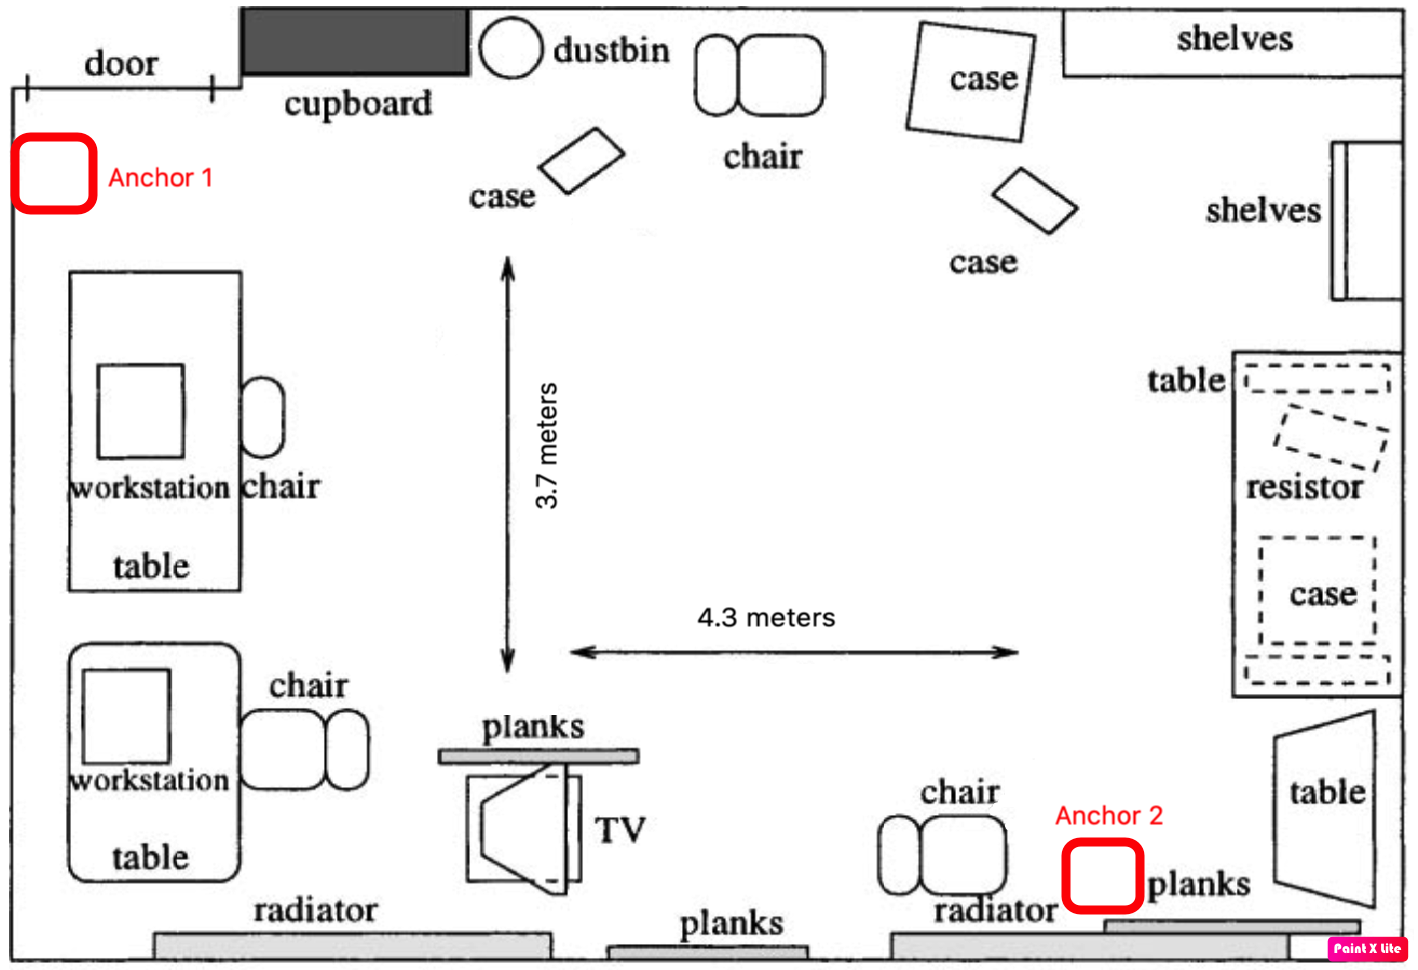 door
cupboard
dustbin
chair
case
shelves
Anchor 1
case
case
shelves
3.7 meters
table
workstation
chair
resistor
table
case
4.3 meters
chair
planks
workstation
table
TV
chair
Anchor 2
table
planks
radiator
planks
radiator
Paint X Lite